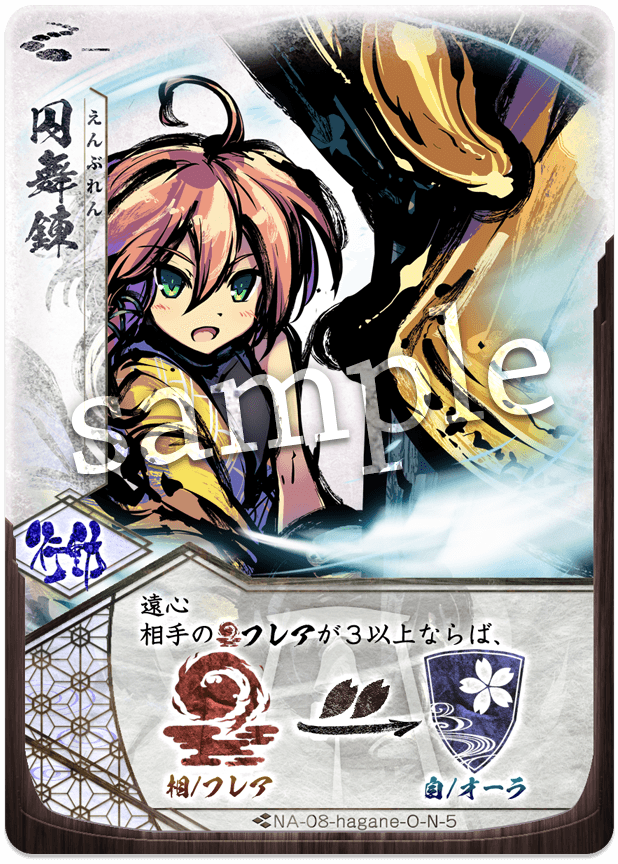 円舞錬
えんぶれん
sample
行動
遠心
相手のフレアが3以上ならば、
相/フレア
自/オーラ
NA-08-hagane-O-N-5